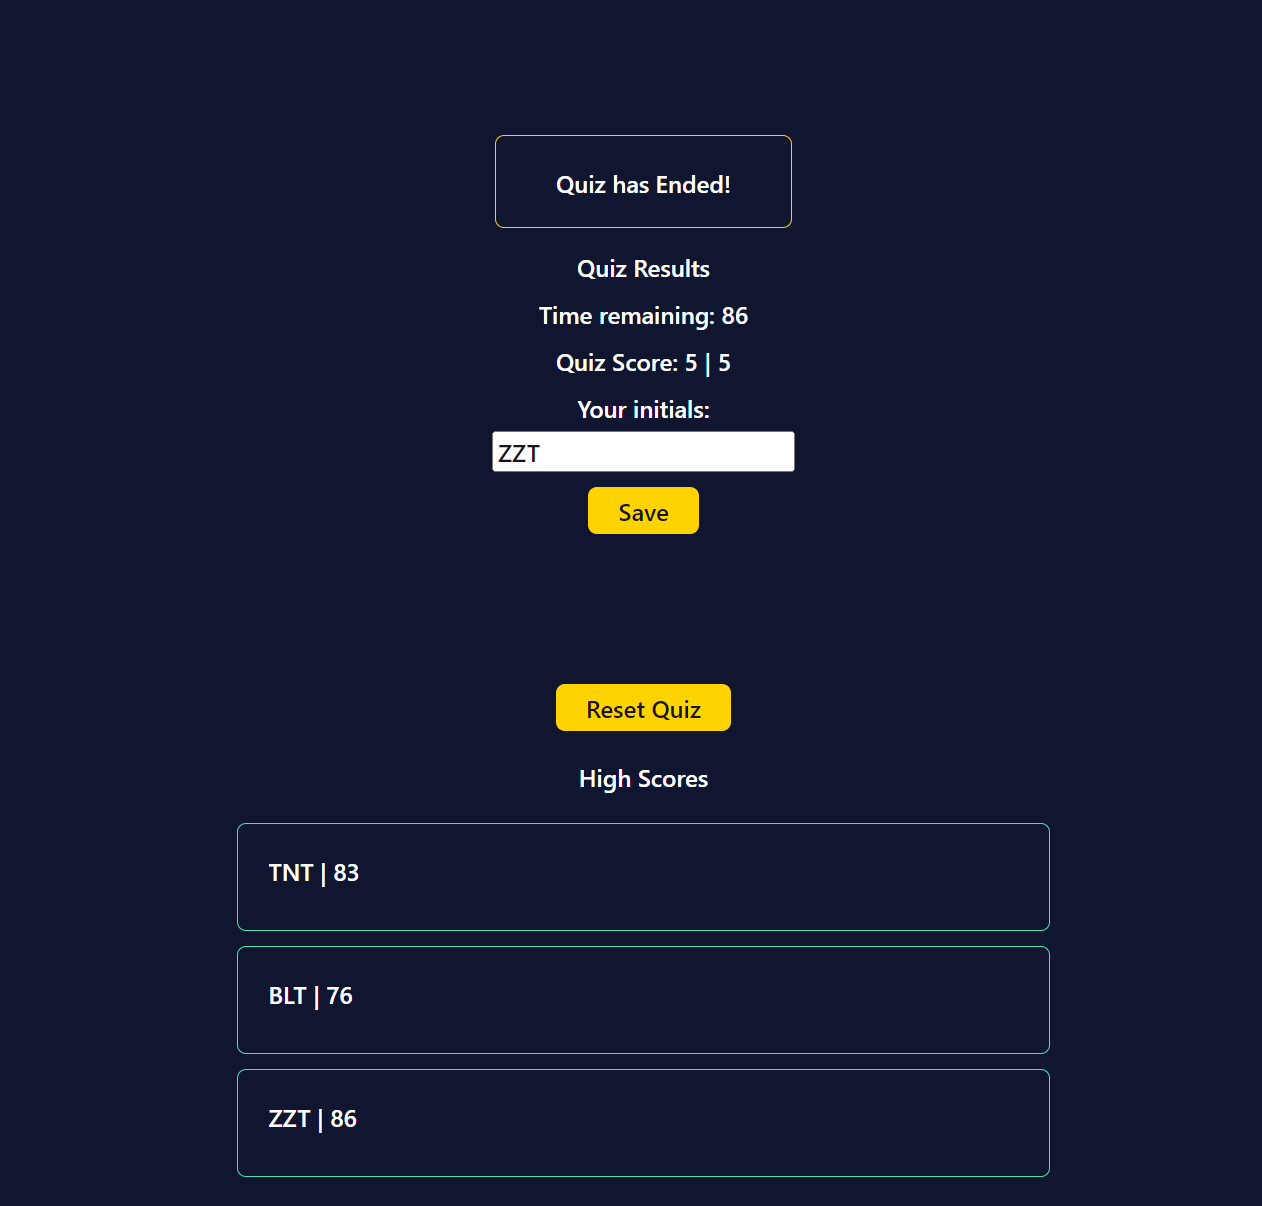 Quiz has Ended!
Quiz Results
Time remaining: 86
Quiz Score: 5 | 5
Your initials:
ZZT
Save
Reset Quiz
High Scores
TNT | 83
BLT | 76
ZZT | 86